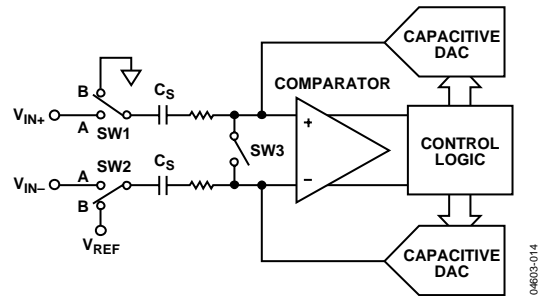 CAPACITIVE
DAC
B
C_S
COMPARATOR
V_IN+
A
SW1
+
SW3
CONTROL
LOGIC
SW2
C_S
V_IN–
A
B
–
V_REF
CAPACITIVE
DAC
04603-014